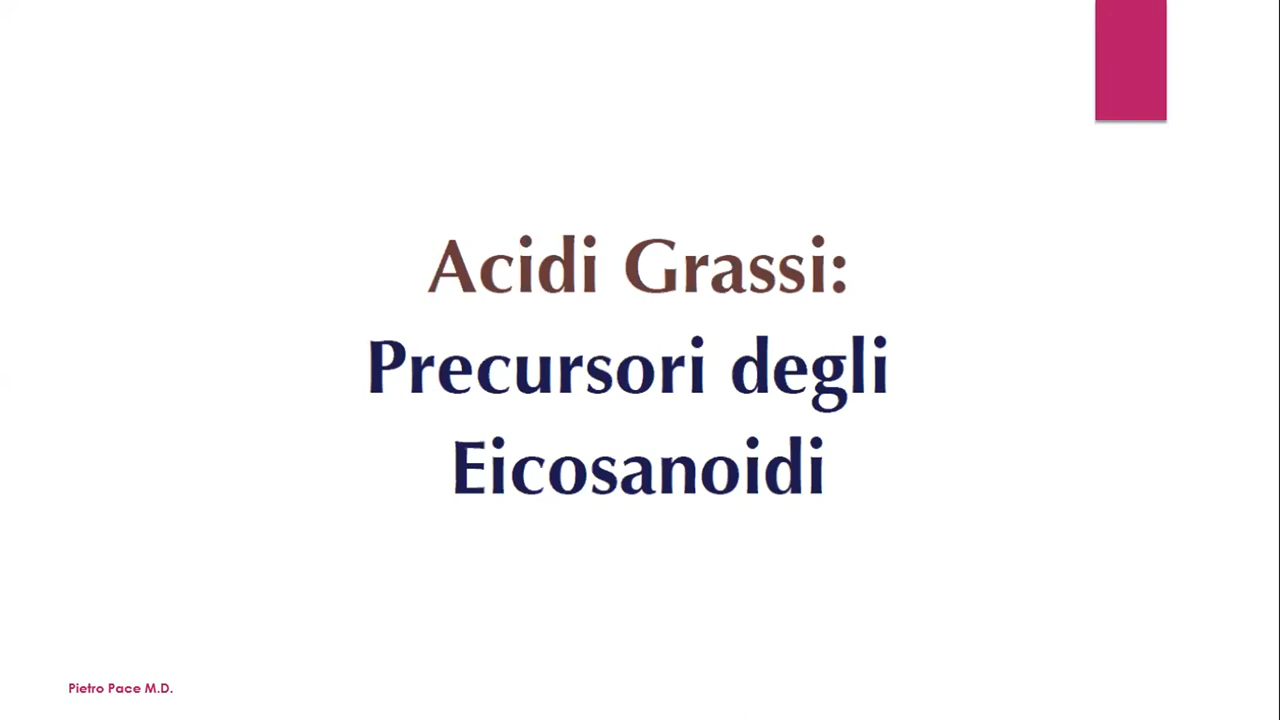 Acidi Grassi:
Precursori degli
Eicosanoidi
Pietro Pace M.D.